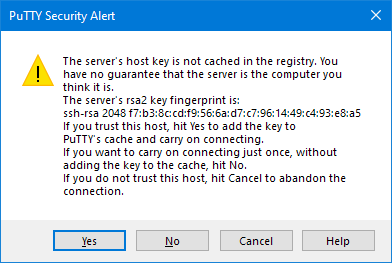 PuTTY Security Alert
The server's host key is not cached in the registry. You
have no guarantee that the server is the computer you
think it is.
The server's rsa2 key fingerprint is:
ssh-rsa 2048 f7:b3:8c:cd:f9:56:6a:d7:c7:96:14:49:c4:93:e8:a5
If you trust this host, hit Yes to add the key to
PuTTY's cache and carry on connecting.
If you want to carry on connecting just once, without
adding the key to the cache, hit No.
If you do not trust this host, hit Cancel to abandon the
connection.
Yes No Cancel Help